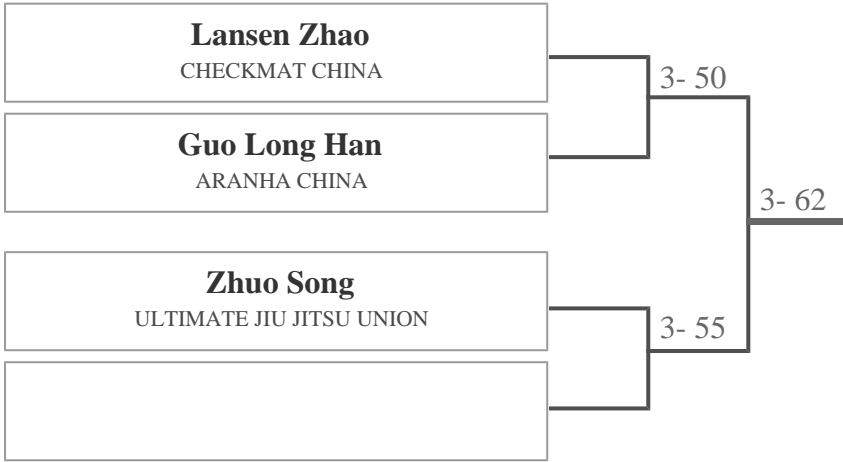 Lansen Zhao
CHECKMAT CHINA
3- 50
Guo Long Han
ARANHA CHINA
3- 62
Zhuo Song
ULTIMATE JIU JITSU UNION
3- 55